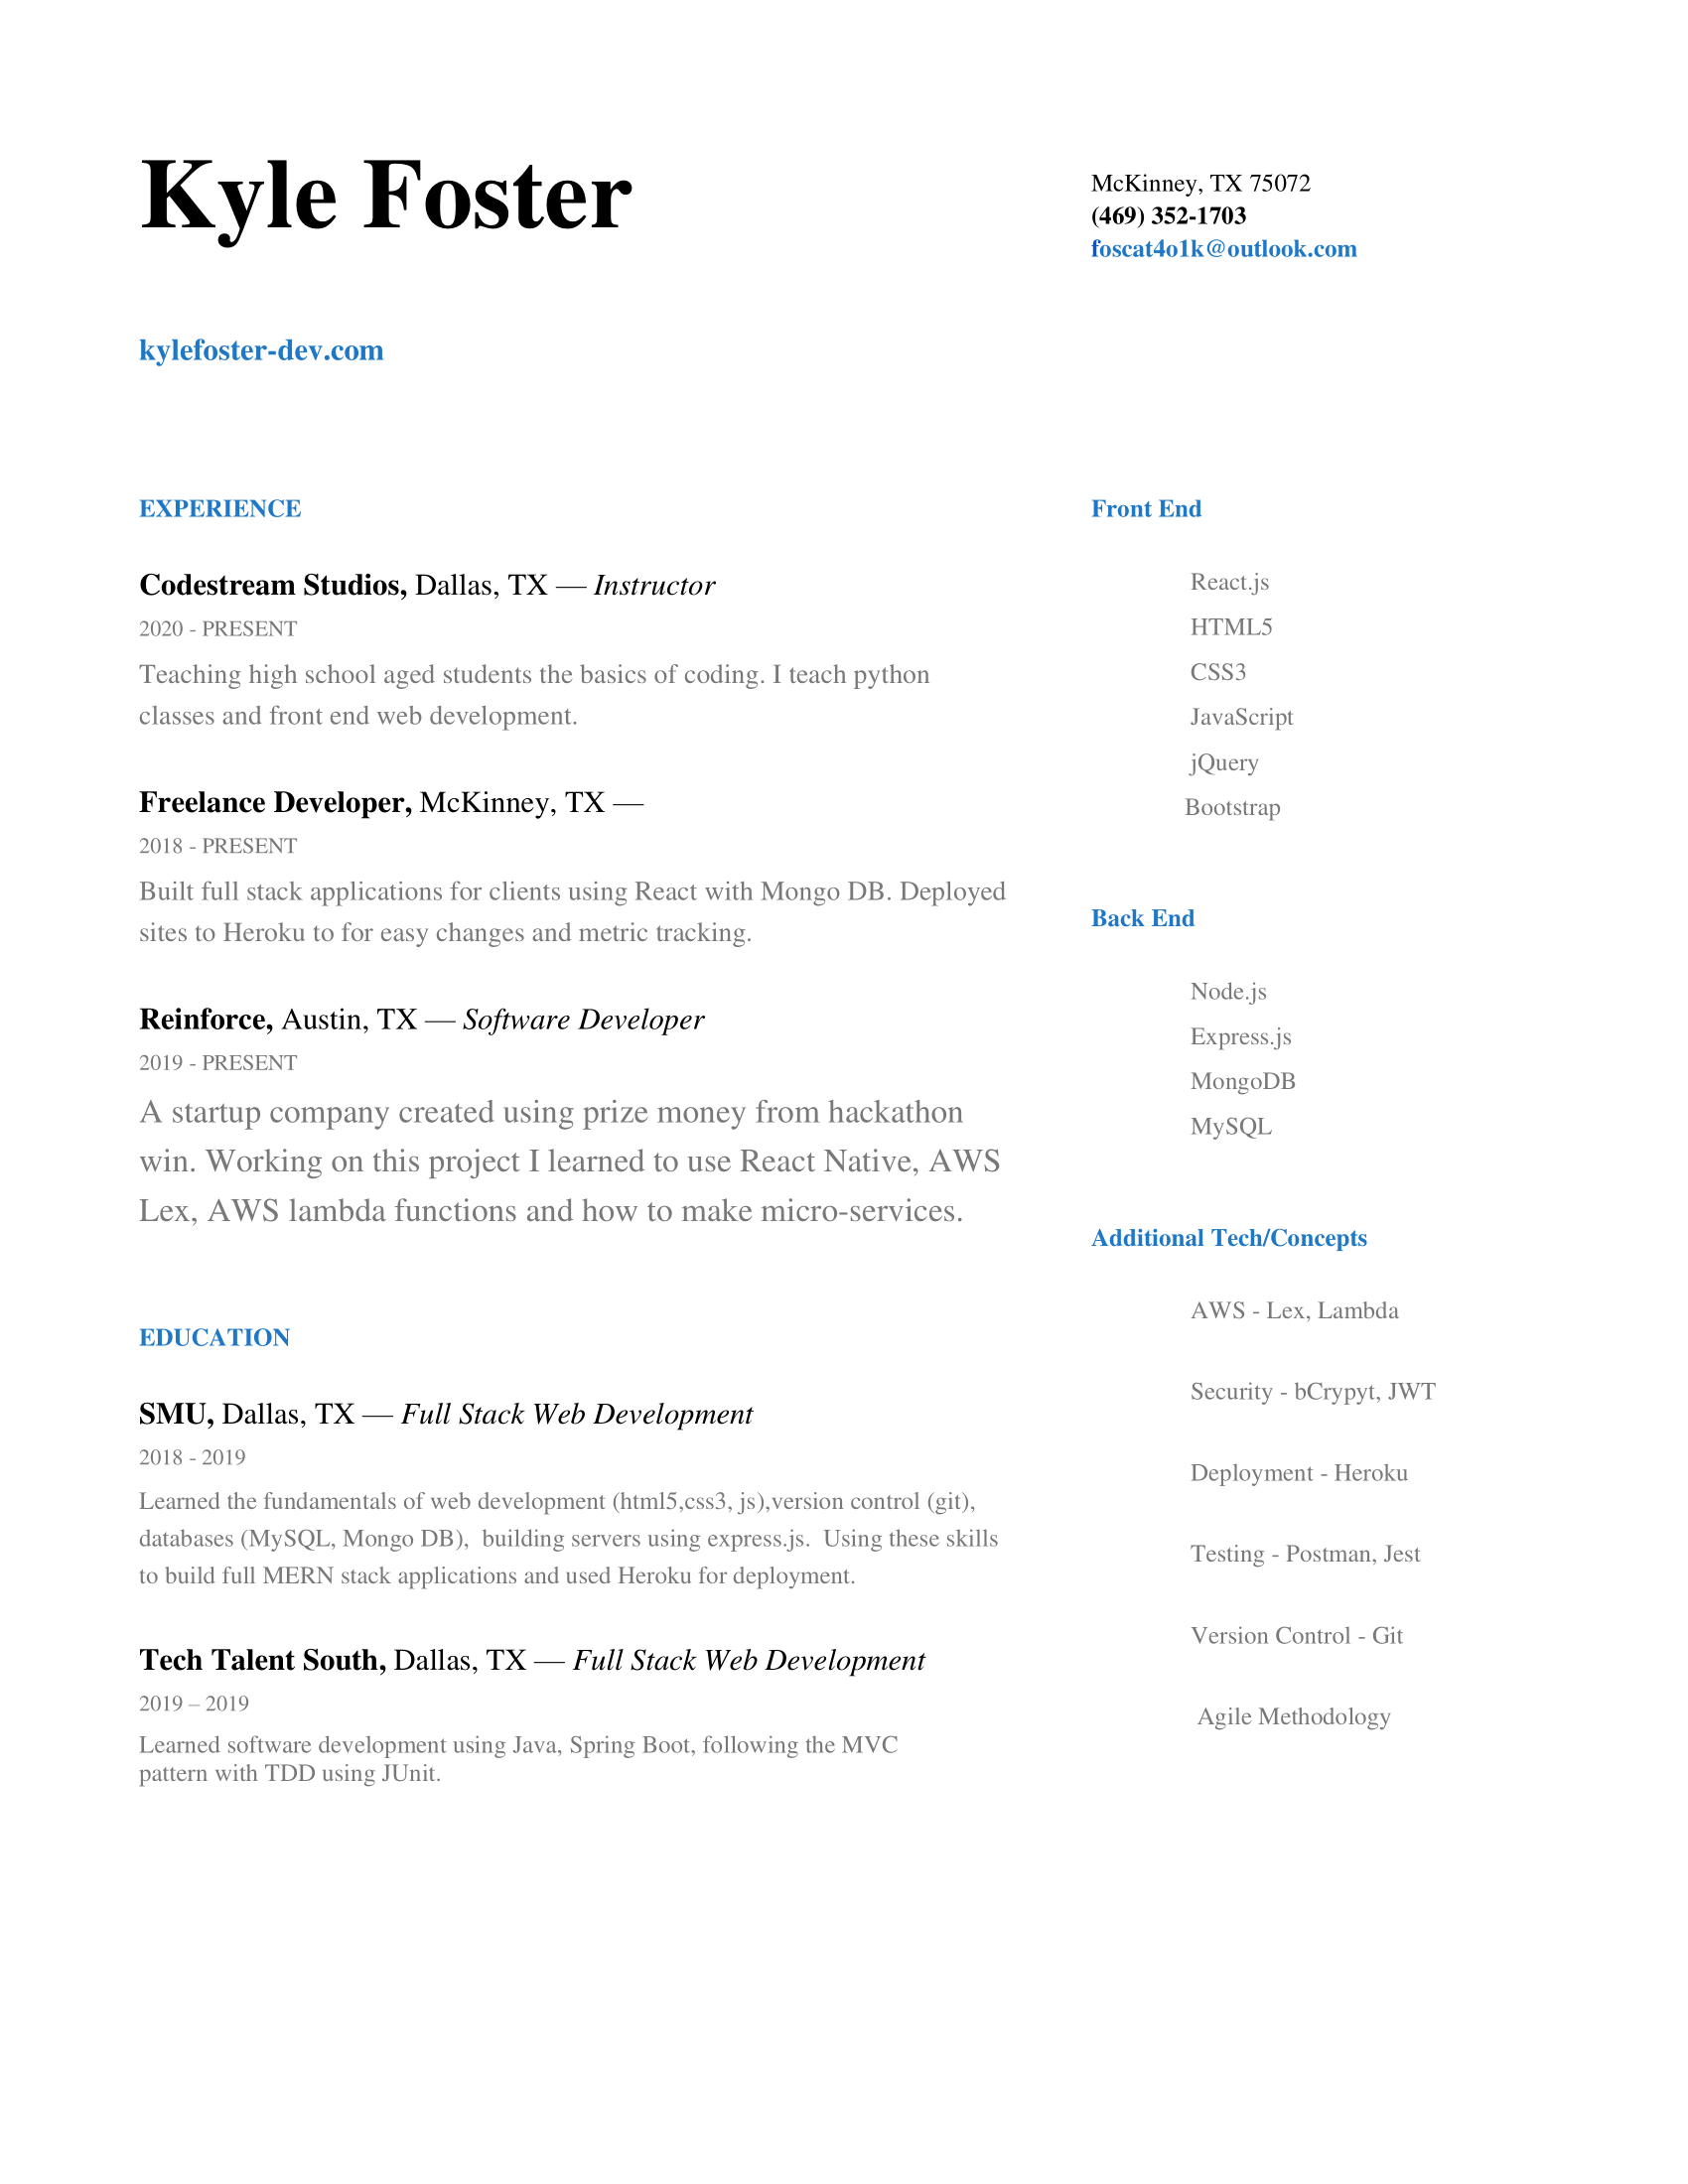 Kyle Foster
McKinney, TX 75072
(469) 352-1703
foscat4o1k@outlook.com
kylefoster-dev.com
EXPERIENCE
Codestream Studios, Dallas, TX — Instructor
2020 - PRESENT
Teaching high school aged students the basics of coding. I teach python
classes and front end web development.
Freelance Developer, McKinney, TX —
2018 - PRESENT
Built full stack applications for clients using React with Mongo DB. Deployed
sites to Heroku to for easy changes and metric tracking.
Reinforce, Austin, TX — Software Developer
2019 - PRESENT
A startup company created using prize money from hackathon
win. Working on this project I learned to use React Native, AWS
Lex, AWS lambda functions and how to make micro-services.
EDUCATION
SMU, Dallas, TX — Full Stack Web Development
2018 - 2019
Learned the fundamentals of web development (html5,css3, js),version control (git),
databases (MySQL, Mongo DB),  building servers using express.js.  Using these skills
to build full MERN stack applications and used Heroku for deployment.
Tech Talent South, Dallas, TX — Full Stack Web Development
2019 – 2019
Learned software development using Java, Spring Boot, following the MVC
pattern with TDD using JUnit.
Front End
React.js
HTML5
CSS3
JavaScript
jQuery
Bootstrap
Back End
Node.js
Express.js
MongoDB
MySQL
Additional Tech/Concepts
AWS - Lex, Lambda
Security - bCrypyt, JWT
Deployment - Heroku
Testing - Postman, Jest
Version Control - Git
Agile Methodology